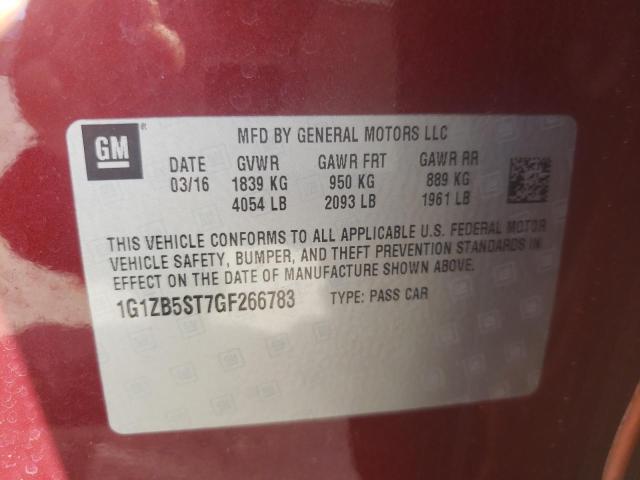 GM
MFD BY GENERAL MOTORS LLC
DATE GVWR GAWR FRT GAWR RR
03/16 1839 KG 950 KG 889 KG
4054 LB 2093 LB 1961 LB
THIS VEHICLE CONFORMS TO ALL APPLICABLE U.S. FEDERAL MOTOR
VEHICLE SAFETY, BUMPER, AND THEFT PREVENTION STANDARDS IN
EFFECT ON THE DATE OF MANUFACTURE SHOWN ABOVE.
1G1ZB5ST7GF266783 TYPE: PASS CAR